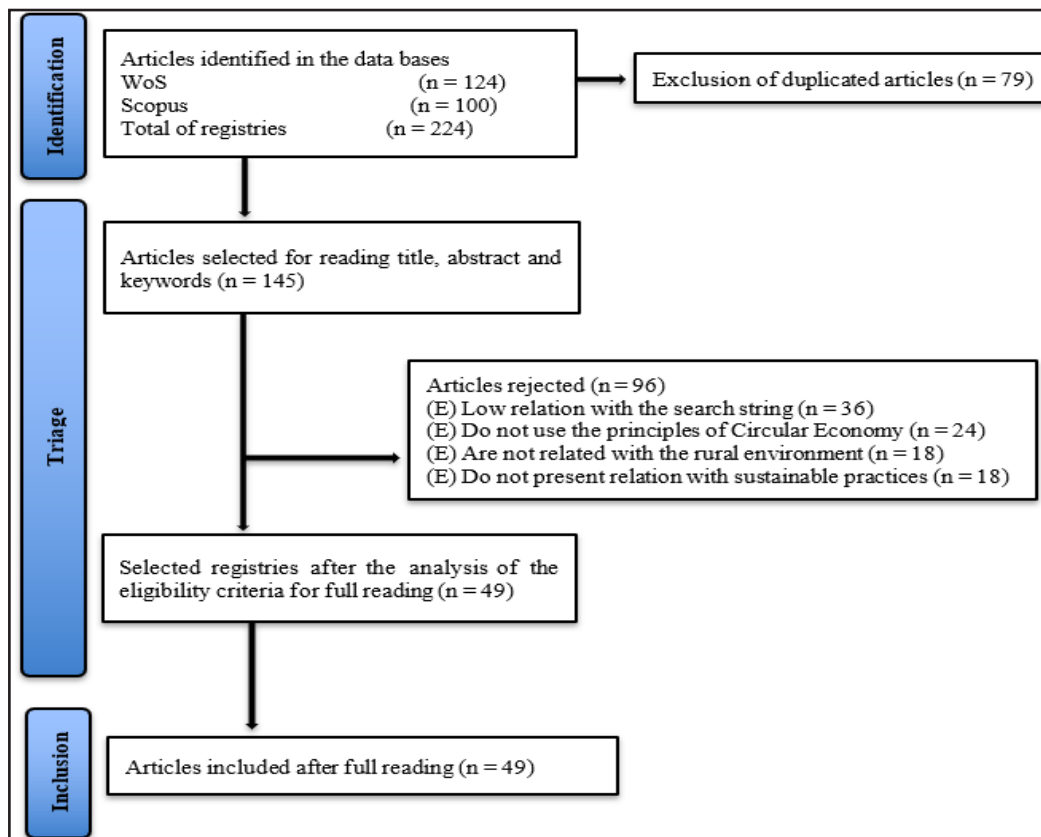 Identification
Articles identified in the data bases
WoS (n = 124)
Scopus (n = 100)
Total of registries (n = 224)
Exclusion of duplicated articles (n = 79)
Triage
Articles selected for reading title, abstract and
keywords (n = 145)
Articles rejected (n = 96)
(E) Low relation with the search string (n = 36)
(E) Do not use the principles of Circular Economy (n = 24)
(E) Are not related with the rural environment (n = 18)
(E) Do not present relation with sustainable practices (n = 18)
Selected registries after the analysis of the
eligibility criteria for full reading (n = 49)
Inclusion
Articles included after full reading (n = 49)